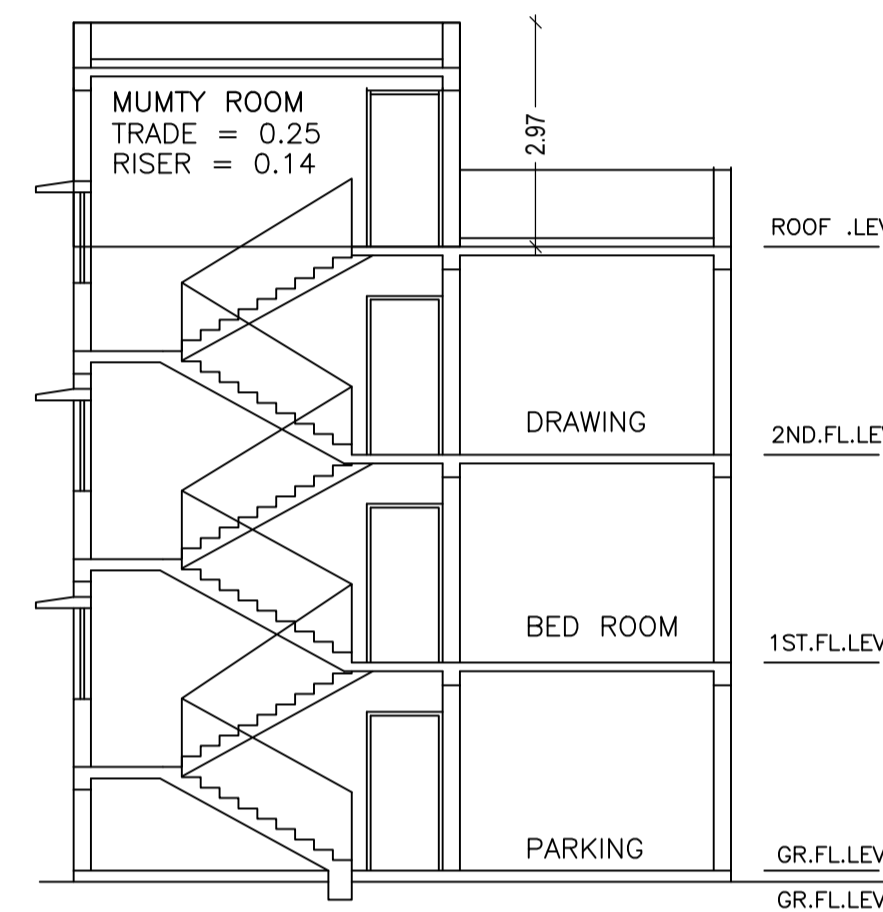 MUMTY ROOM
TRADE = 0.25
RISER = 0.14
2.97
ROOF .LEV
DRAWING
2ND.FL.LEV
BED ROOM
1ST.FL.LEV
PARKING
GR.FL.LEV
GR.FL.LEV